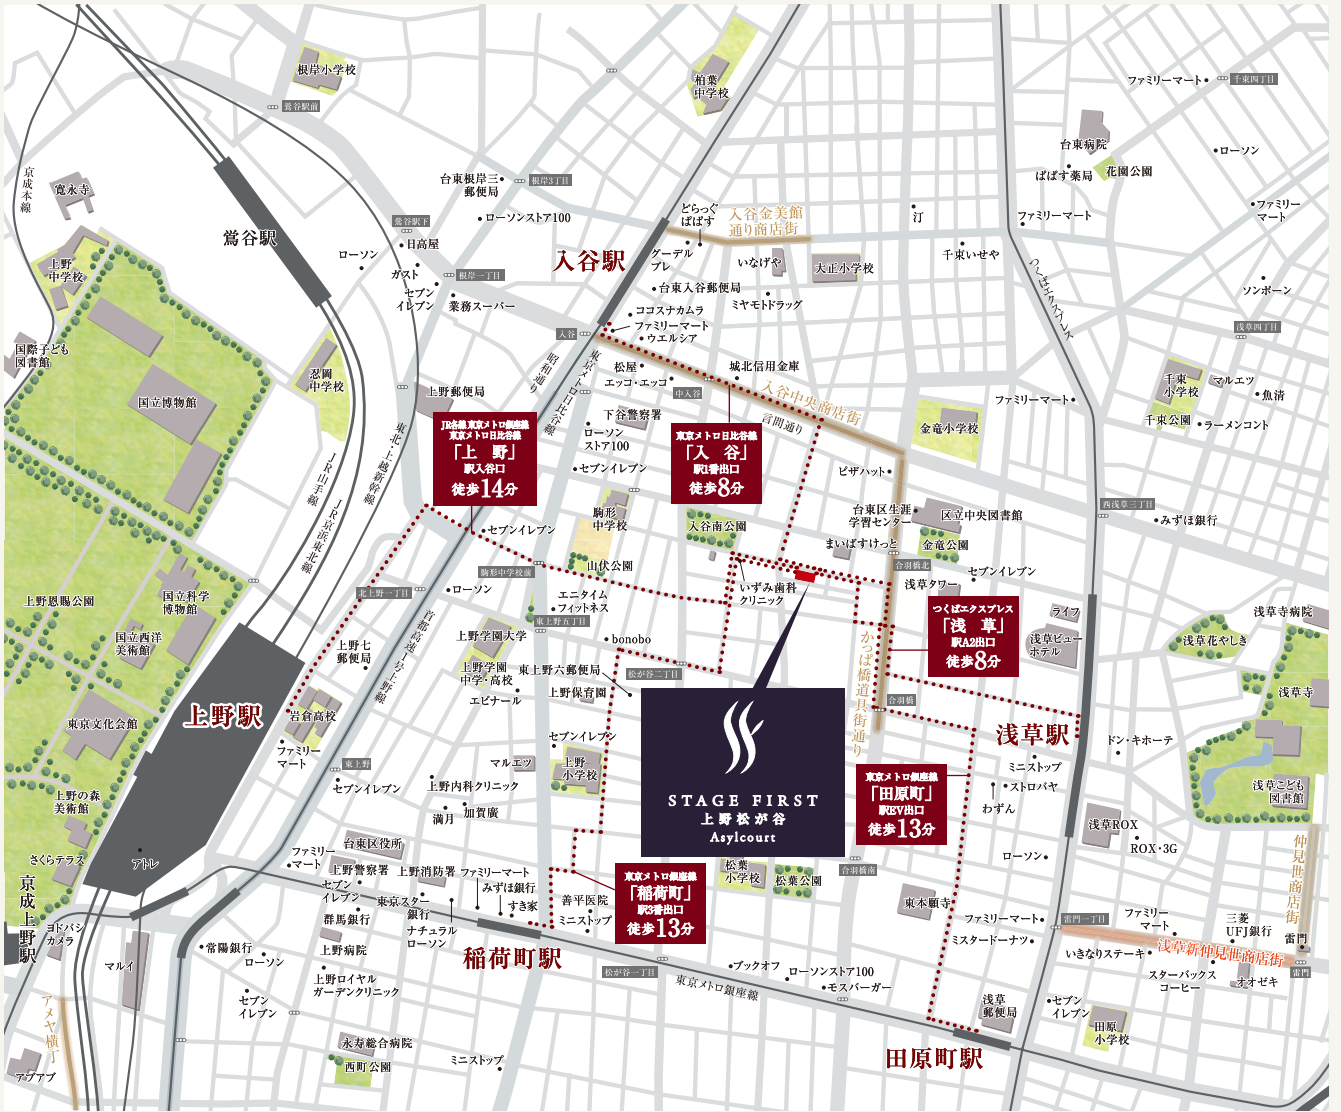 根岸小学校
鶯谷駅前
柏葉
中学校
ファミリーマート
千束四丁目
台東病院
ぱぱす薬局
花園公園
ローソン
京成本線
寛永寺
台東根岸三
郵便局
根岸3丁目
ローソンストア100
鶯谷駅下
鶯谷駅
日高屋
ローソン
ガスト
セブン
イレブン
根岸一丁目
業務スーパー
入谷駅
どらっぐ
ぱぱす
入谷金美館
通り商店街
グーデル
ブレ
いなげや
大正小学校
台東入谷郵便局
ミヤモトドラッグ
汀
千束いせや
ファミリーマート
ファミリー
マート
つくばエクスプレス
ソンポーン
浅草四丁目
上野
中学校
国際子ども
図書館
国立博物館
忍岡
中学校
上野郵便局
入谷
ココスナカムラ
ファミリーマート
ウエルシア
昭和通り
東京メトロ日比谷線
松屋
エッコ・エッコ
中入谷
城北信用金庫
入谷中央商店街
言問通り
下谷警察署
ローソン
ストア100
セブンイレブン
金竜小学校
ファミリーマート
千束
小学校
千束公園
マルエツ
魚清
ラーメンコント
JR各線 東京メトロ銀座線
東京メトロ日比谷線
「上 野」
駅入谷口
徒歩14分
東京メトロ日比谷線
「入 谷」
駅1番出口
徒歩8分
ピザハット
JR山手線
JR京浜東北線
東北・上越新幹線
セブンイレブン
駒形
中学校
入谷南公園
台東区生涯
学習センター
区立中央図書館
まいばすけっと
金竜公園
西浅草三丁目
みずほ銀行
駒形中学校前
山伏公園
合羽橋北
セブンイレブン
浅草タワー
いずみ歯科
クリニック
上野恩賜公園
国立科学
博物館
国立西洋
美術館
北上野一丁目
ローソン
エニタイム
フィットネス
東上野五丁目
首都高速1号上野線
上野学園大学
上野学園
中学・高校
エピナール
bonobo
東上野六郵便局
上野保育園
松が谷二丁目
つくばエクスプレス
「浅 草」
駅A2出口
徒歩8分
ライフ
浅草ビュー
ホテル
浅草花やしき
浅草寺病院
浅草寺
かっぱ橋道具街通り
合羽橋
上野七
郵便局
上野駅
岩倉高校
ファミリー
マート
東上野
セブンイレブン
東京文化会館
上野の森
美術館
さくらテラス
アトレ
セブンイレブン
マルエツ
上野
小学校
上野内科クリニック
満月
加賀廣
STAGE FIRST
上野松が谷
Asylcourt
浅草駅
ミニストップ
ストロバヤ
わずん
ドン・キホーテ
東京メトロ銀座線
「田原町」
駅EV出口
徒歩13分
浅草こども
図書館
浅草ROX
ROX・3G
ローソン
仲見世商店街
台東区役所
ファミリー
マート
上野警察署
上野消防署
セブン
イレブン
東京スター
銀行
群馬銀行
ナチュラル
ローソン
ファミリーマート
みずほ銀行
すき家
善平医院
ミニストップ
東京メトロ銀座線
「稲荷町」
駅3番出口
徒歩13分
松葉
小学校
松葉公園
合羽橋南
東本願寺
ファミリーマート
ミスタードーナツ
雷門一丁目
ファミリー
マート
三菱
UFJ銀行
雷門
いきなりステーキ
浅草新仲見世商店街
スターバックス
コーヒー
オオゼキ
雷門
京成上野駅
ヨドバシ
カメラ
マルイ
常陽銀行
ローソン
上野病院
上野ロイヤル
ガーデンクリニック
セブン
イレブン
稲荷町駅
松が谷一丁目
東京メトロ銀座線
ブックオフ
ローソンストア100
モスバーガー
浅草
郵便局
セブン
イレブン
田原
小学校
アメヤ横丁
アブアブ
永寿総合病院
西町公園
ミニストップ
田原町駅